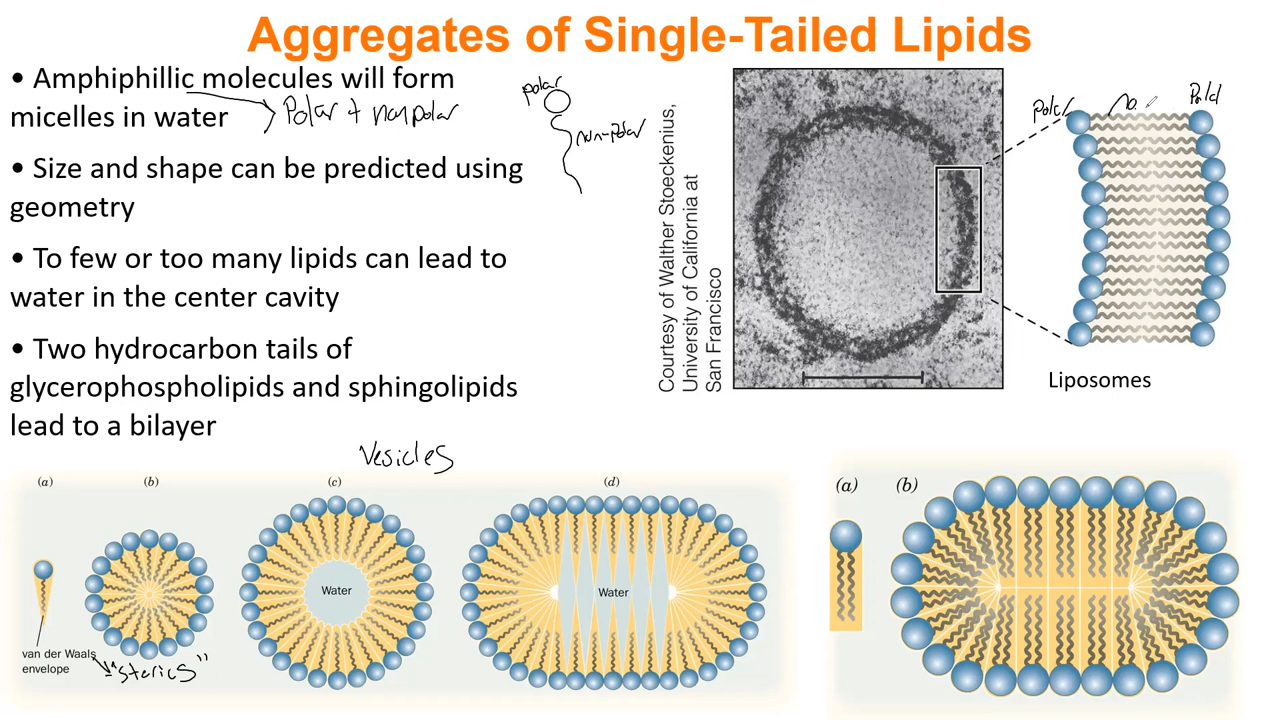 Aggregates of Single-Tailed Lipids
• Amphiphillic molecules will form
micelles in water
Polar + nonpolar
• Size and shape can be predicted using
geometry
• To few or too many lipids can lead to
water in the center cavity
• Two hydrocarbon tails of
glycerophospholipids and sphingolipids
lead to a bilayer
polar
non-polar
Courtesy of Walther Stoeckenius,
University of California at
San Francisco
Polar
Liposomes
Vesicles
(a)
(b)
(c)
(d)
Water
Water
van der Waals
envelope
"sterics"
(a)
(b)